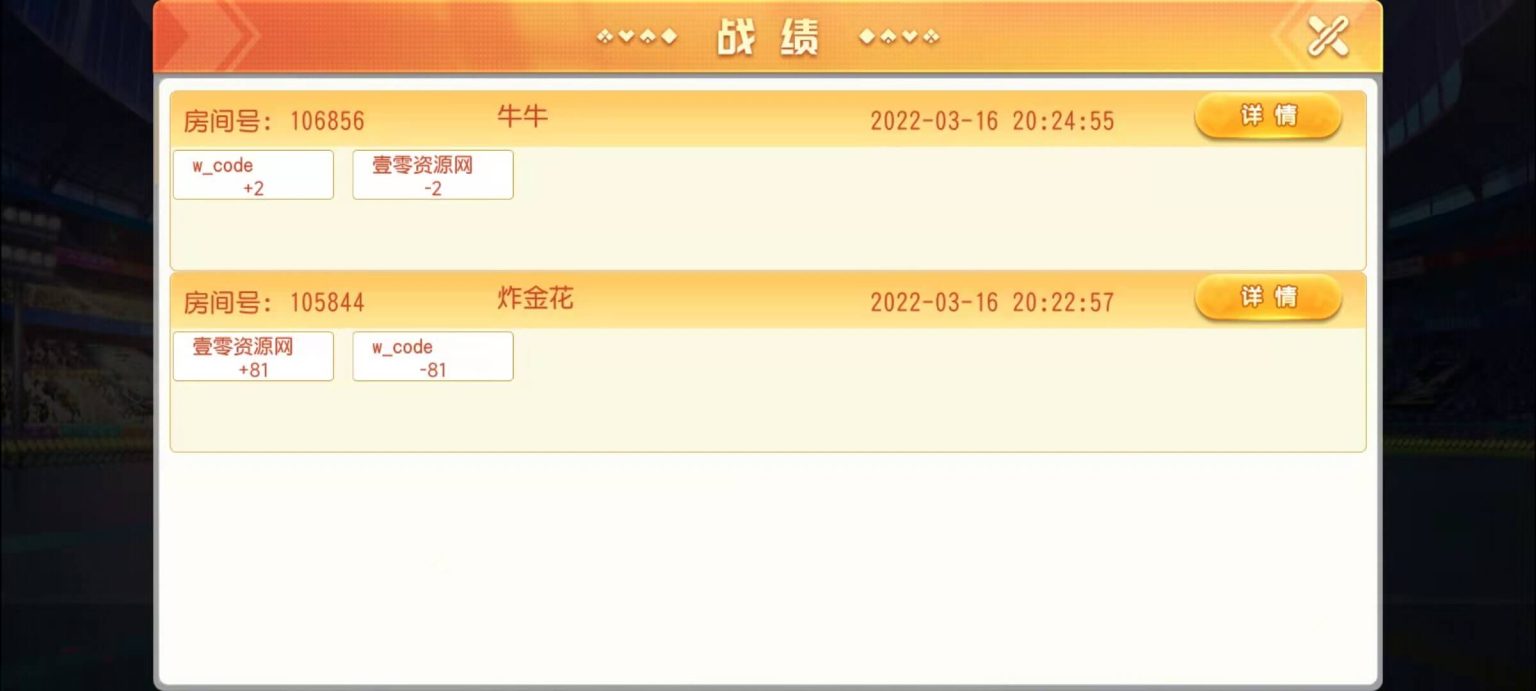 战绩
房间号: 106856 牛牛 2022-03-16 20:24:55 详情
w_code 壹零资源网
+2 -2
房间号: 105844 炸金花 2022-03-16 20:22:57 详情
壹零资源网 w_code
+81 -81